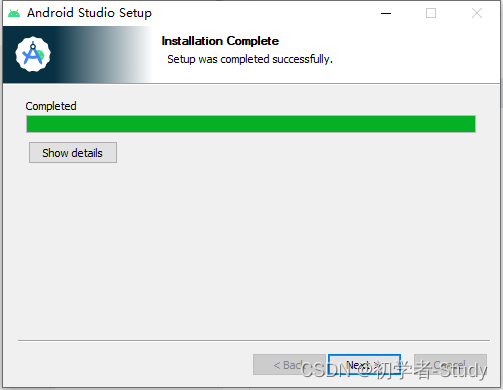 Android Studio Setup
Installation Complete
Setup was completed successfully.
Completed
Show details
< Back
Next >
Cancel
CSDN @初学者-Study